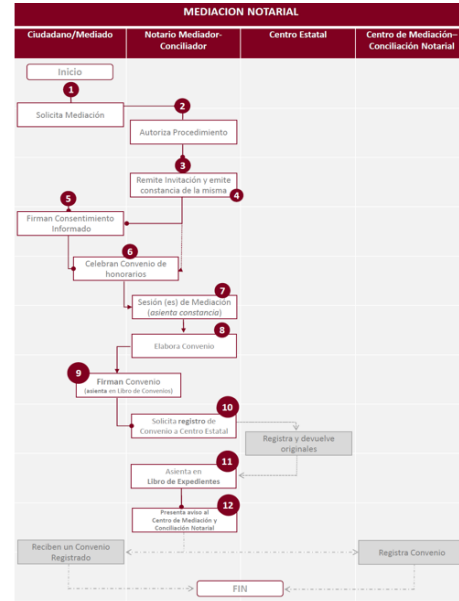 MEDIACION NOTARIAL
Ciudadano/Mediado
Notario Mediador-
Conciliador
Centro Estatal
Centro de Mediación–
Conciliación Notarial
Inicio
1
Solicita Mediación
2
Autoriza Procedimiento
3
Remite Invitación y emite
constancia de la misma
4
5
Firman Consentimiento
Informado
6
Celebran Convenio de
honorarios
7
Sesión (es) de Mediación
(asienta constancia)
8
Elabora Convenio
9
Firman Convenio
(asienta en Libro de Convenios)
10
Solicita registro de
Convenio a Centro Estatal
Registra y devuelve
originales
11
Asienta en
Libro de Expedientes
12
Presenta aviso al
Centro de Mediación y
Conciliación Notarial
Reciben un Convenio
Registrado
Registra Convenio
FIN